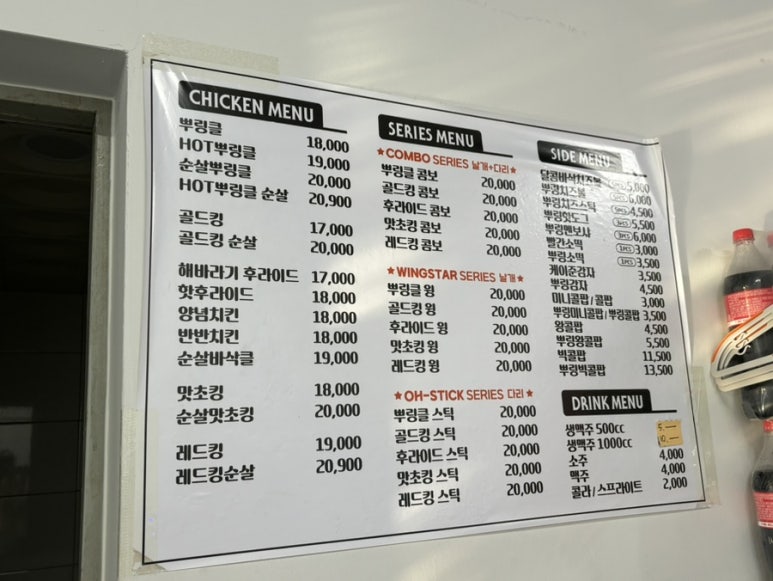 CHICKEN MENU
뿌링클 18,000
HOT뿌링클 19,000
순살뿌링클 20,000
HOT뿌링클 순살 20,900
골드킹 17,000
골드킹 순살 20,000
해바라기 후라이드 17,000
핫후라이드 18,000
양념치킨 18,000
반반치킨 18,000
순살바삭클 19,000
맛초킹 18,000
순살맛초킹 20,000
레드킹 19,000
레드킹순살 20,900
SERIES MENU
★COMBO SERIES 날개+다리★
뿌링클 콤보 20,000
골드킹 콤보 20,000
후라이드 콤보 20,000
맛초킹 콤보 20,000
레드킹 콤보 20,000
★WINGSTAR SERIES 날개★
뿌링클 윙 20,000
골드킹 윙 20,000
후라이드 윙 20,000
맛초킹 윙 20,000
레드킹 윙 20,000
★OH-STICK SERIES 다리★
뿌링클 스틱 20,000
골드킹 스틱 20,000
후라이드 스틱 20,000
맛초킹 스틱 20,000
레드킹 스틱 20,000
SIDE MENU
달콤바삭치즈볼 5,000
뿌링치즈볼 6,000
뿌링치즈스틱 4,500
뿌링핫도그 5,500
뿌링멘보샤 6,000
빨간소떡 3,000
뿌링소떡 3,500
케이준감자 3,500
뿌링감자 4,500
미니콜팝/콜팝 3,000
뿌링미니콜팝/뿌링콜팝 3,500
왕콜팝 4,500
뿌링왕콜팝 5,500
빅콜팝 11,500
뿌링빅콜팝 13,500
DRINK MENU
생맥주 500cc 5.—
생맥주 1000cc 10.—
소주 4,000
맥주 4,000
콜라/스프라이트 2,000